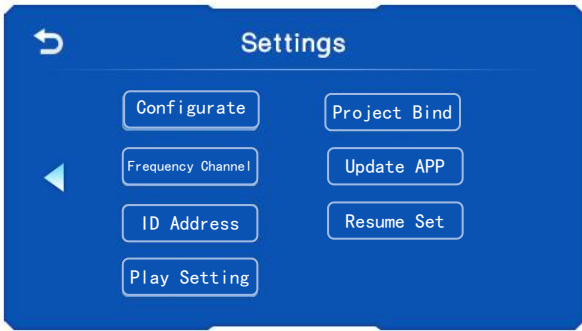 Settings
Configurate
Project Bind
Frequency Channel
Update APP
ID Address
Resume Set
Play Setting